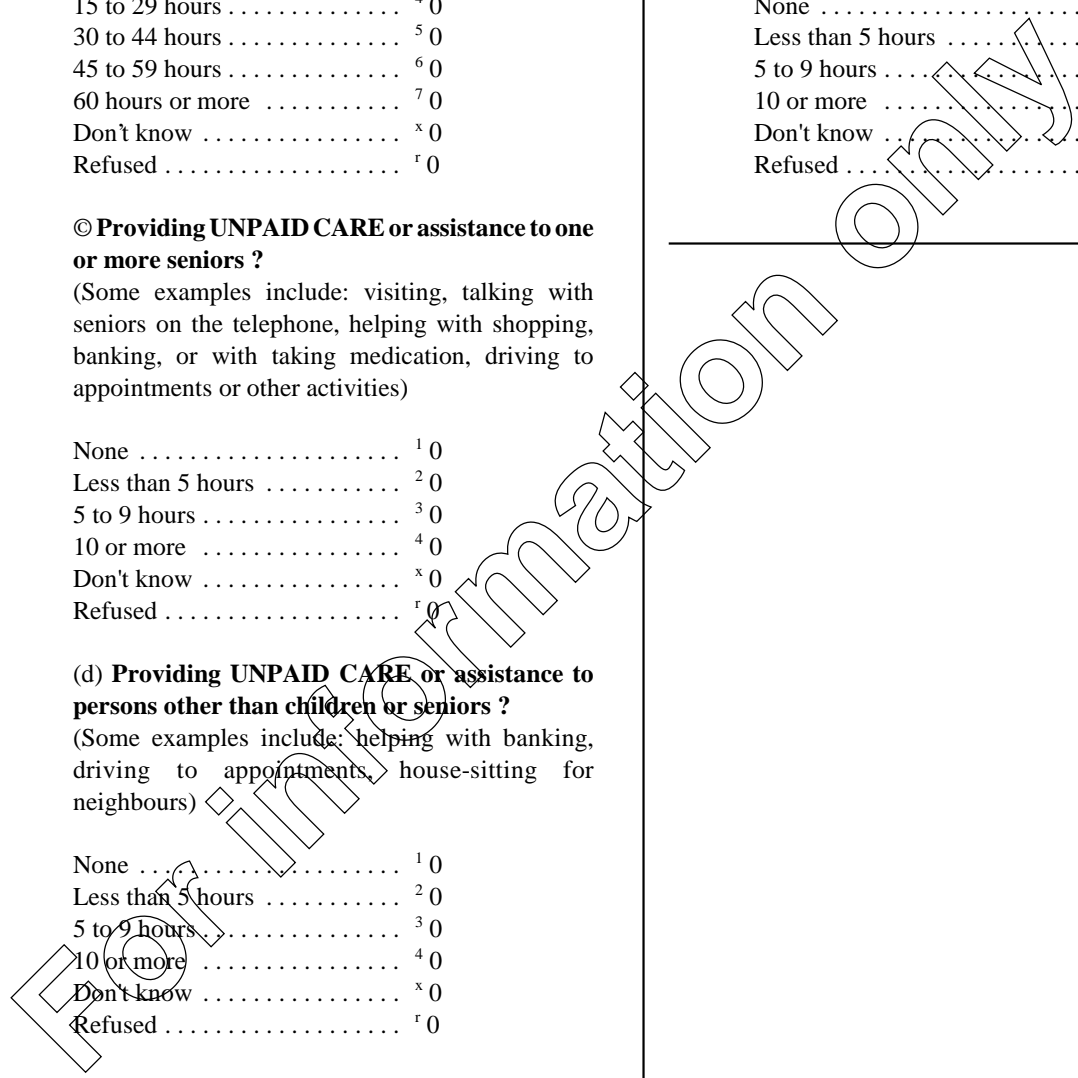 15 to 29 hours . . . . . . . . . . . . . . . 4 0
30 to 44 hours . . . . . . . . . . . . . . . 5 0
45 to 59 hours . . . . . . . . . . . . . . . 6 0
60 hours or more . . . . . . . . . . . . 7 0
Don't know . . . . . . . . . . . . . . . . x 0
Refused . . . . . . . . . . . . . . . . . . . r 0
© Providing UNPAID CARE or assistance to one
or more seniors ?
(Some examples include: visiting, talking with
seniors on the telephone, helping with shopping,
banking, or with taking medication, driving to
appointments or other activities)
None . . . . . . . . . . . . . . . . . . . . . 1 0
Less than 5 hours . . . . . . . . . . . 2 0
5 to 9 hours . . . . . . . . . . . . . . . . 3 0
10 or more . . . . . . . . . . . . . . . . 4 0
Don't know . . . . . . . . . . . . . . . . x 0
Refused . . . . . . . . . . . . . . . . . . . r 0
(d) Providing UNPAID CARE or assistance to
persons other than children or seniors ?
(Some examples include: helping with banking,
driving to appointments, house-sitting for
neighbours)
None . . . . . . . . . . . . . . . . . . . . . 1 0
Less than 5 hours . . . . . . . . . . . 2 0
5 to 9 hours . . . . . . . . . . . . . . . . 3 0
10 or more . . . . . . . . . . . . . . . . 4 0
Don't know . . . . . . . . . . . . . . . . x 0
Refused . . . . . . . . . . . . . . . . . . . r 0
None . . . . . . . . . . . . . . . . . . . . .
Less than 5 hours . . . . . . . . . . .
5 to 9 hours . . . . . . . . . . . . . . . .
10 or more . . . . . . . . . . . . . . . .
Don't know . . . . . . . . . . . . . . . .
Refused . . . . . . . . . . . . . . . . . . .
For information only